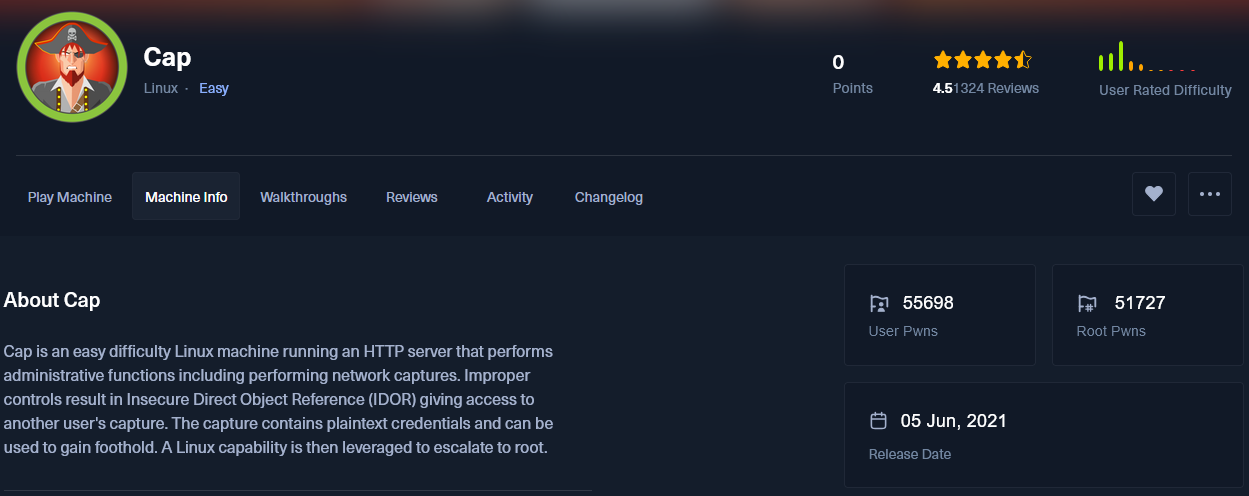 Cap
Linux · Easy
0
Points
4.51324 Reviews
User Rated Difficulty
Play Machine
Machine Info
Walkthroughs
Reviews
Activity
Changelog
About Cap
Cap is an easy difficulty Linux machine running an HTTP server that performs
administrative functions including performing network captures. Improper
controls result in Insecure Direct Object Reference (IDOR) giving access to
another user's capture. The capture contains plaintext credentials and can be
used to gain foothold. A Linux capability is then leveraged to escalate to root.
55698
User Pwns
51727
Root Pwns
05 Jun, 2021
Release Date